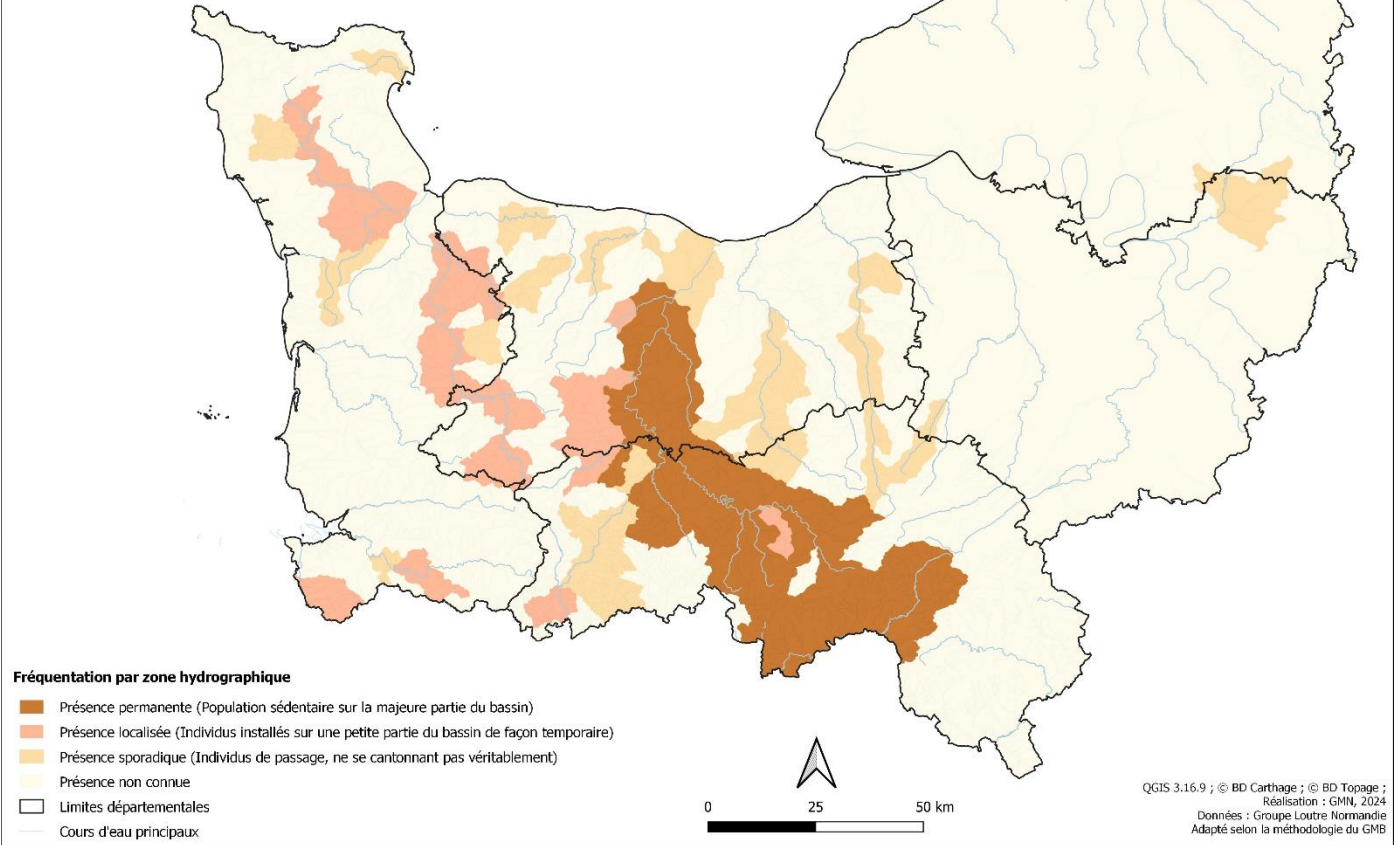 Fréquentation par zone hydrographique
Présence permanente (Population sédentaire sur la majeure partie du bassin)
Présence localisée (Individus installés sur une petite partie du bassin de façon temporaire)
Présence sporadique (Individus de passage, ne se cantonnant pas véritablement)
Présence non connue
Limites départementales
Cours d'eau principaux
0 25 50 km
QGIS 3.16.9 ; © BD Carthage ; © BD Topage ;
Réalisation : GMN, 2024
Données : Groupe Loutre Normandie
Adapté selon la méthodologie du GMB